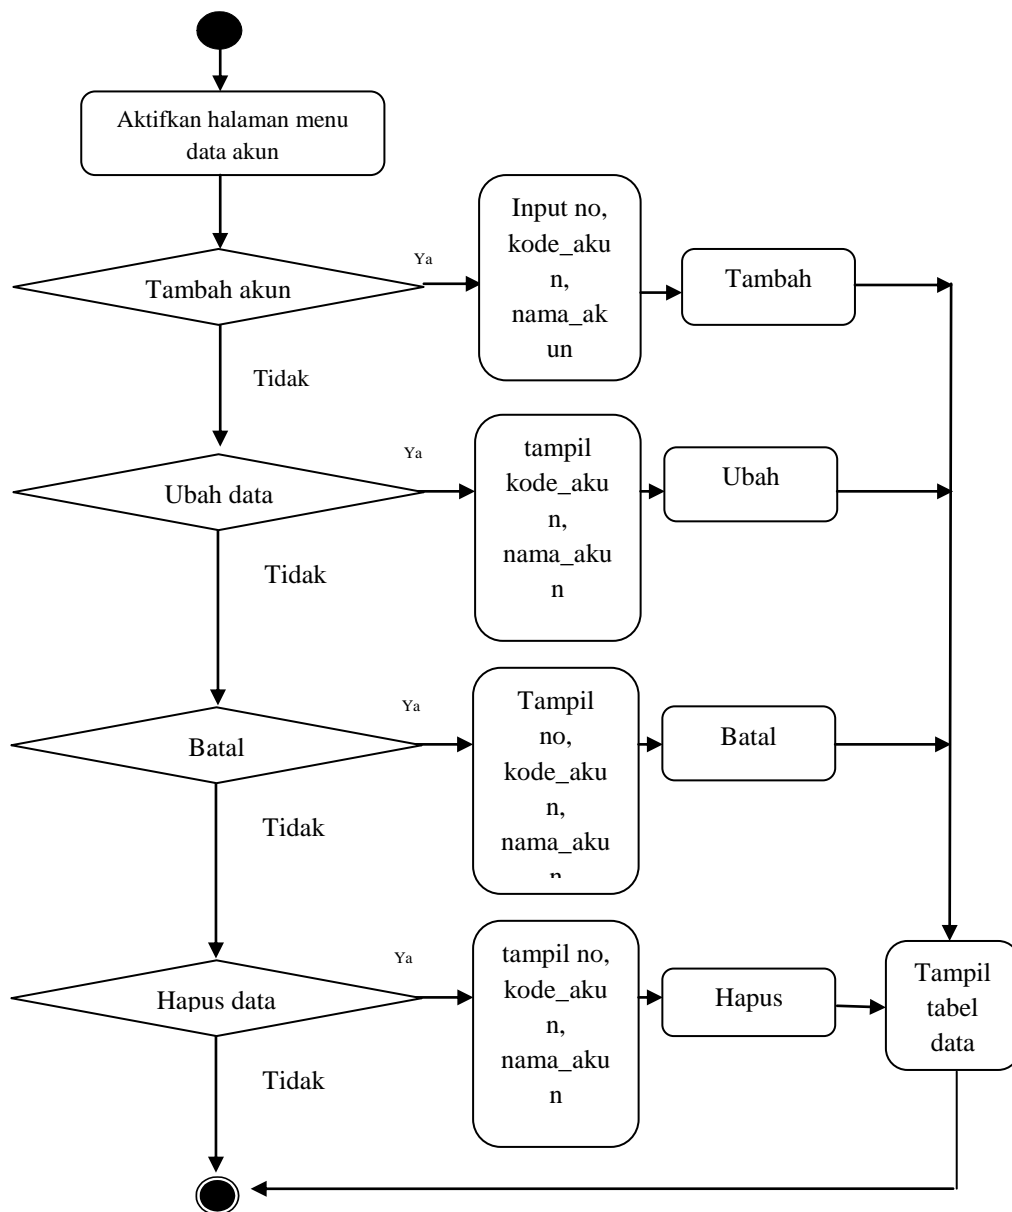 Aktifkan halaman menu
data akun
Tambah akun
Ya
Input no,
kode_aku
n,
nama_ak
un
Tambah
Tidak
Ubah data
Ya
tampil
kode_aku
n,
nama_aku
n
Ubah
Tidak
Batal
Ya
Tampil
no,
kode_aku
n,
nama_aku
n
Batal
Tidak
Hapus data
Ya
tampil no,
kode_aku
n,
nama_aku
n
Hapus
Tampil
tabel
data
Tidak